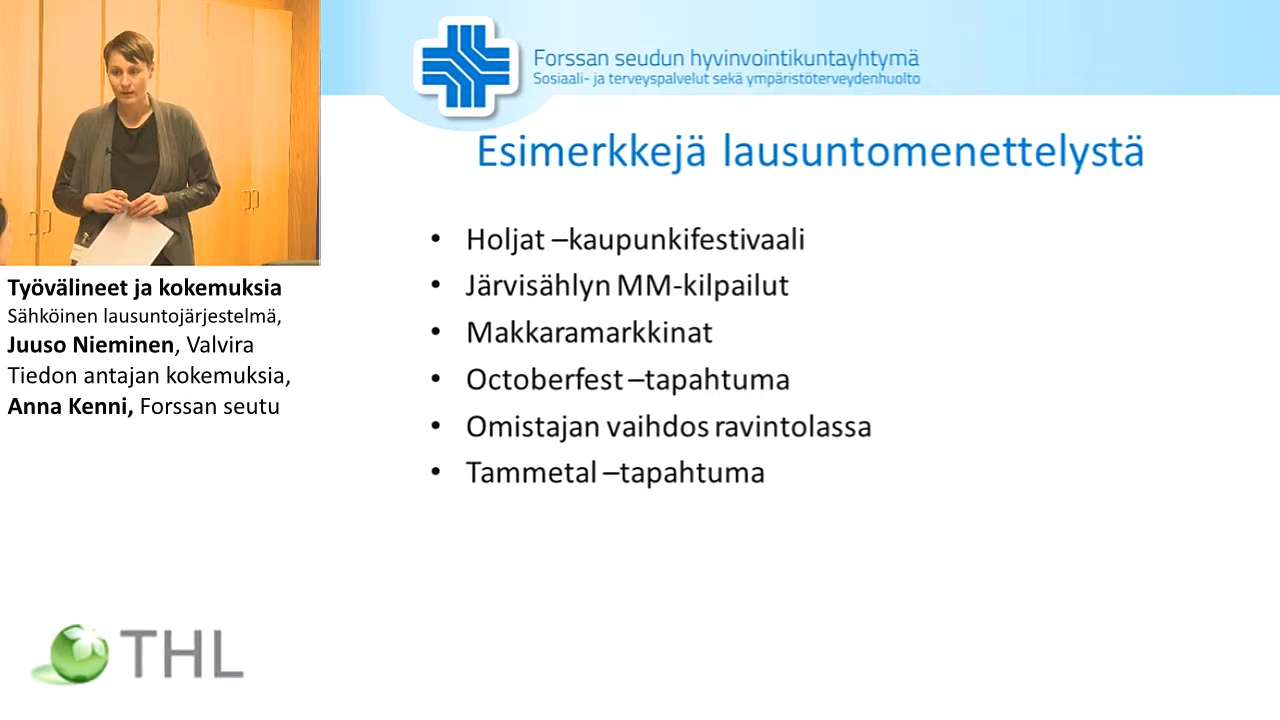 Forssan seudun hyvinvointikuntayhtymä
Sosiaali- ja terveyspalvelut sekä ympäristöterveydenhuolto
Esimerkkejä lausuntomenettelystä
• Holjat –kaupunkifestivaali
• Järvisählyn MM-kilpailut
• Makkaramarkkinat
• Octoberfest –tapahtuma
• Omistajan vaihdos ravintolassa
• Tammetal –tapahtuma
Työvälineet ja kokemuksia
Sähköinen lausuntojärjestelmä,
Juuso Nieminen, Valvira
Tiedon antajan kokemuksia,
Anna Kenni, Forssan seutu
THL